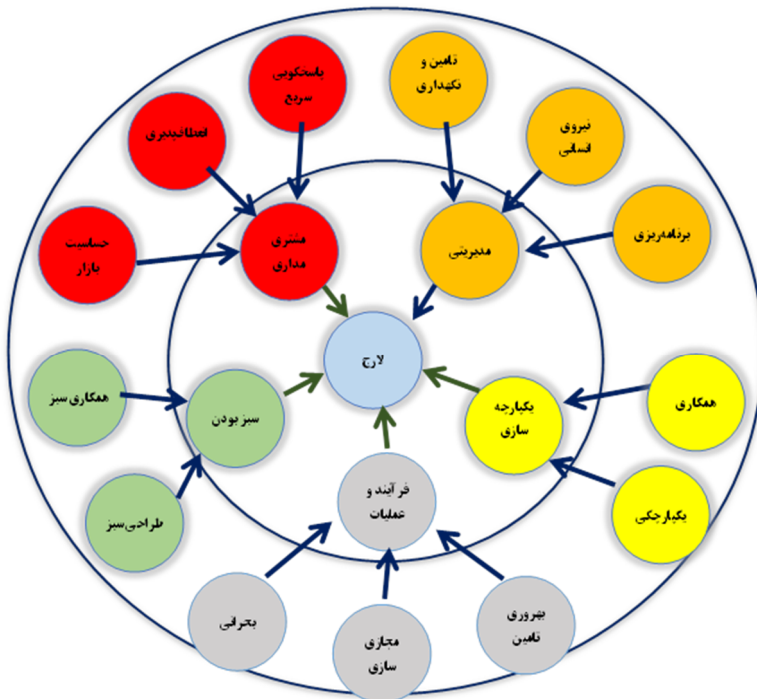 پاسخگویی
سریع
تامین و
نگهداری
انعطاف‌پذیری
نیروی
انسانی
حساسیت
بازار
مشتری
مداری
مدیریتی
برنامه‌ریزی
لارج
همکاری سبز
سبز بودن
یکپارچه
سازی
همکاری
طراحی سبز
فرآیند و
عملیات
یکپارچگی
بحرانی
مجازی
سازی
بهروری
تامین